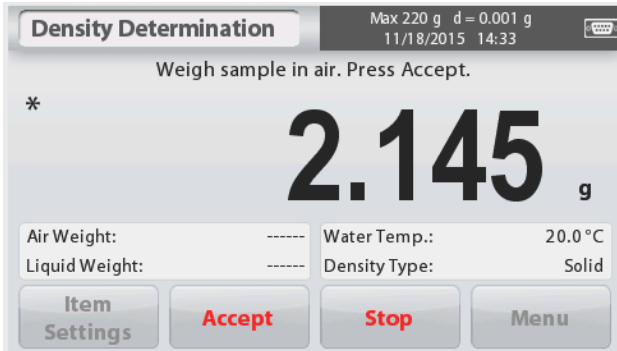 Density Determination
Max 220 g d = 0.001 g
11/18/2015 14:33
Weigh sample in air. Press Accept.
*
2.145 g
Air Weight: ------ Water Temp.: 20.0 °C
Liquid Weight: ------ Density Type: Solid
Item Settings Accept Stop Menu